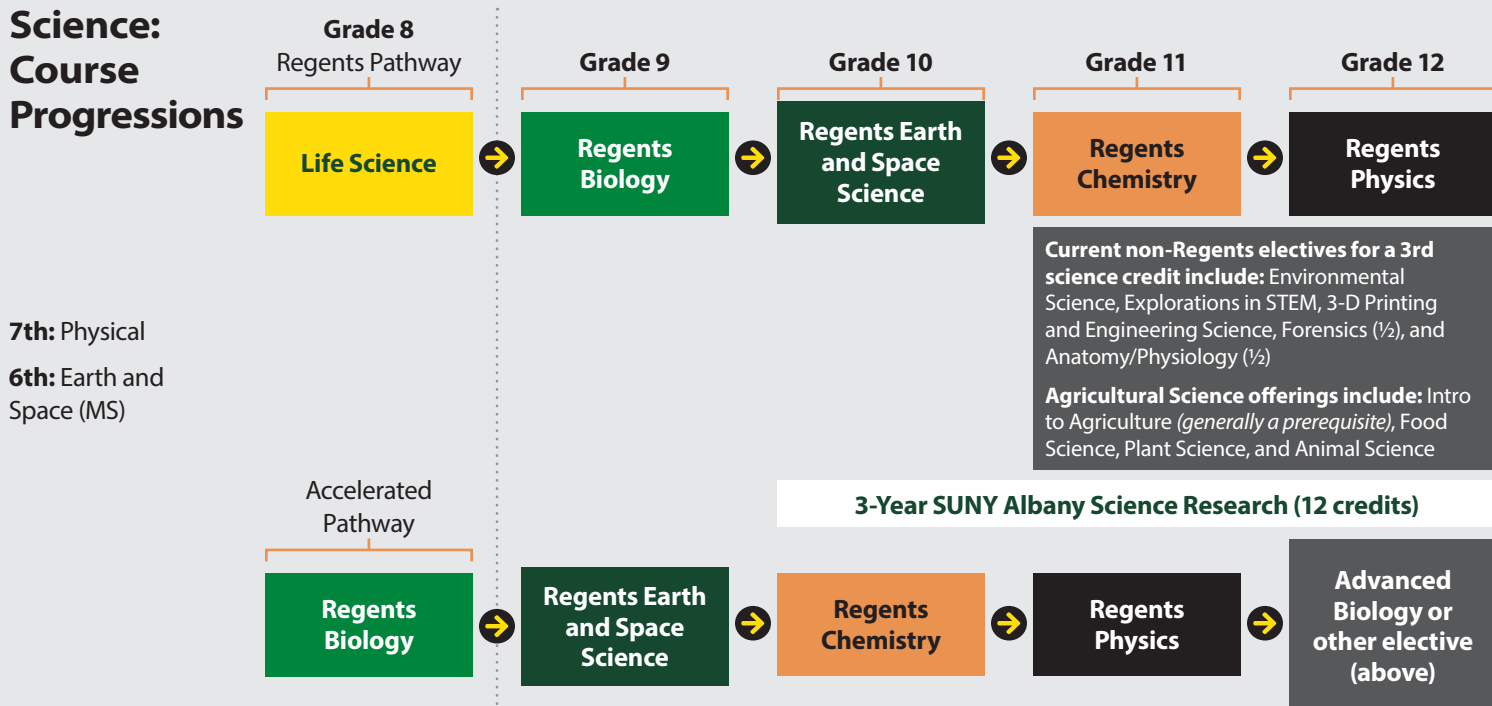 Science:
Course
Progressions
Grade 8
Regents Pathway
Grade 9
Grade 10
Grade 11
Grade 12
Life Science
Regents
Biology
Regents Earth
and Space
Science
Regents
Chemistry
Regents
Physics
Current non-Regents electives for a 3rd
science credit include: Environmental
Science, Explorations in STEM, 3-D Printing
and Engineering Science, Forensics (½), and
Anatomy/Physiology (½)
Agricultural Science offerings include: Intro
to Agriculture (generally a prerequisite), Food
Science, Plant Science, and Animal Science
7th: Physical
6th: Earth and
Space (MS)
3-Year SUNY Albany Science Research (12 credits)
Accelerated
Pathway
Regents
Biology
Regents Earth
and Space
Science
Regents
Chemistry
Regents
Physics
Advanced
Biology or
other elective
(above)